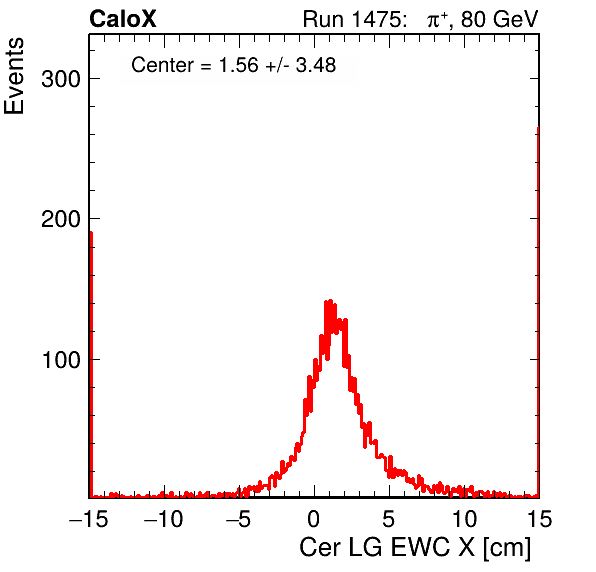 CaloX Run 1475: π+, 80 GeV
Center = 1.56 +/- 3.48
Events
300
200
100
−15 −10 −5 0 5 10 15
Cer LG EWC X [cm]